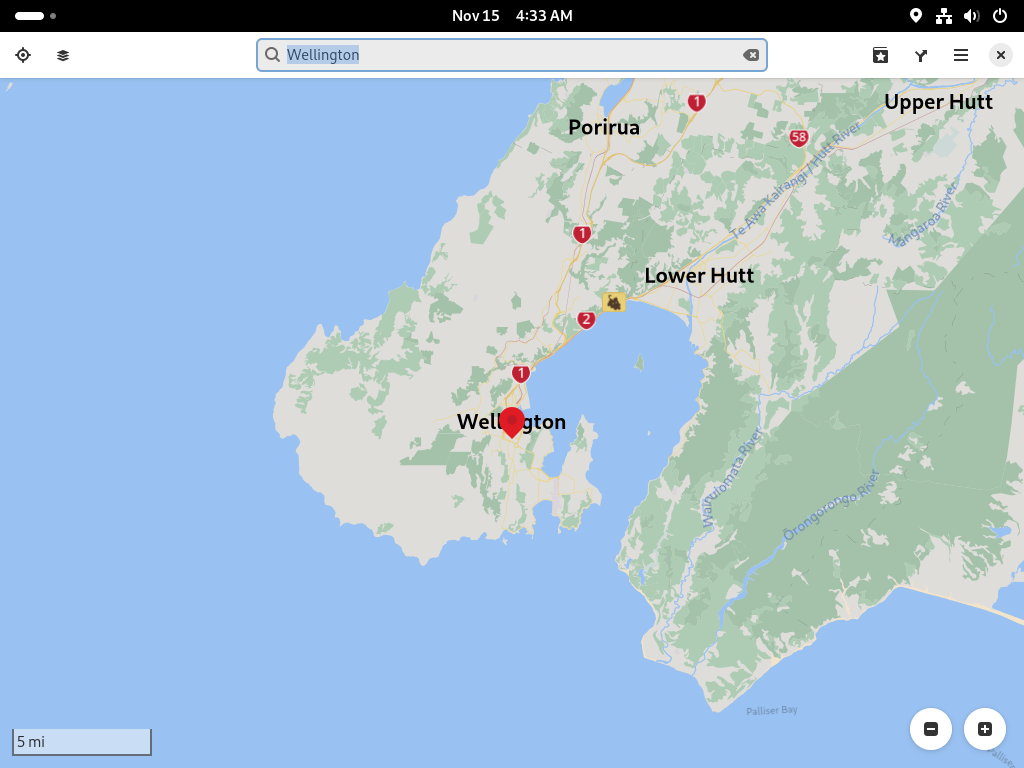 Nov 15 4:33 AM
Wellington
Upper Hutt
1
Porirua
58
Te Awa Kairangi / Hutt River
Mangaroa River
1
Lower Hutt
2
1
Wainuiomata River
Orongorongo River
Palliser Bay
5 mi
Palliser